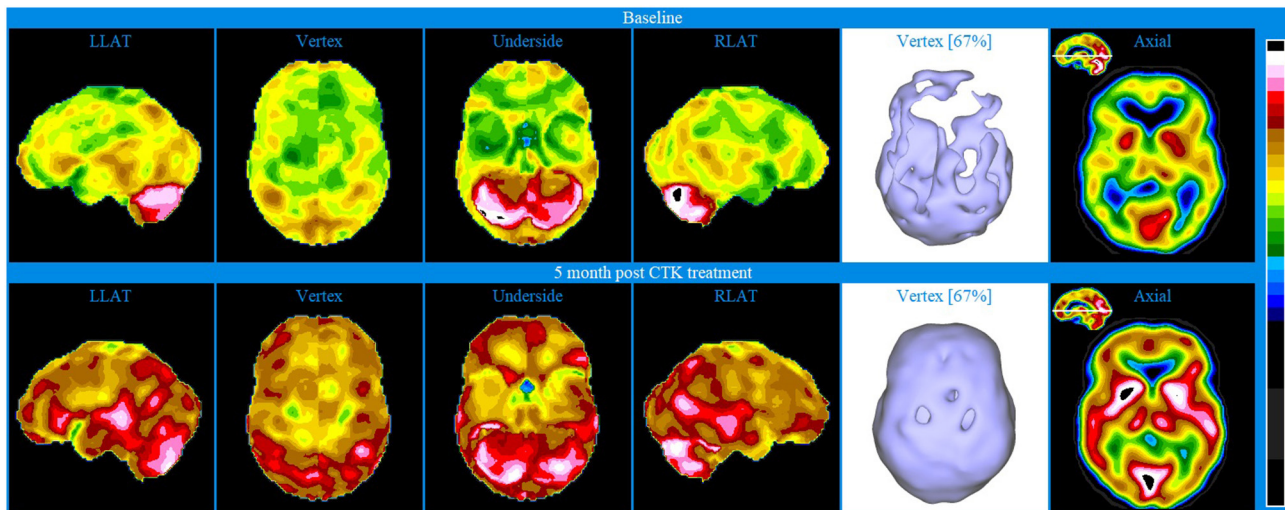 Baseline
LLAT Vertex Underside RLAT Vertex [67%] Axial
5 month post CTK treatment
LLAT Vertex Underside RLAT Vertex [67%] Axial